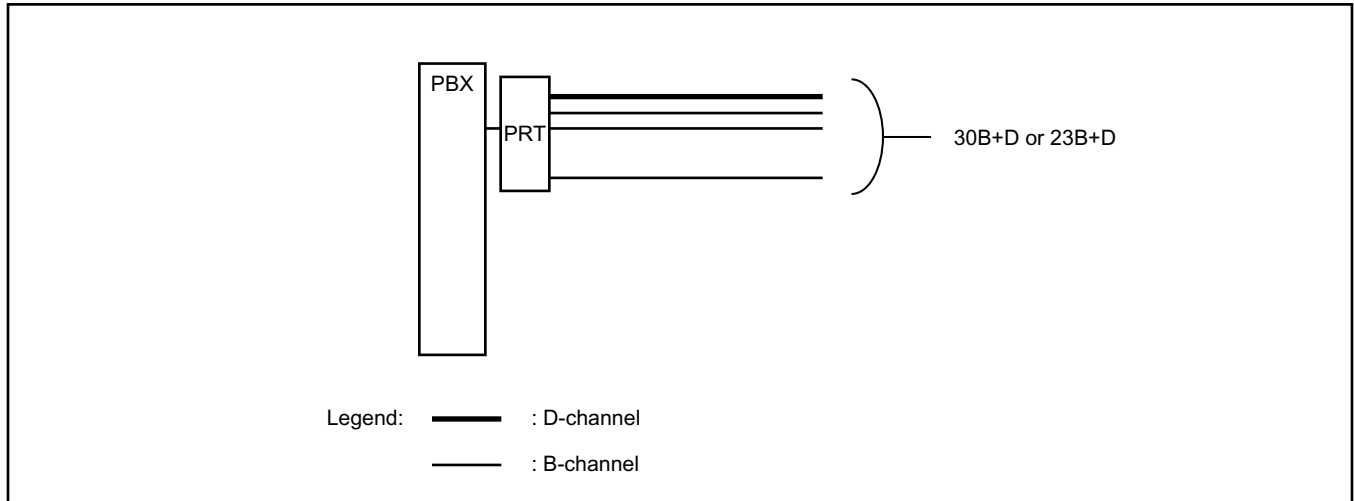 PBX
PRT
30B+D or 23B+D
Legend:
: D-channel
: B-channel